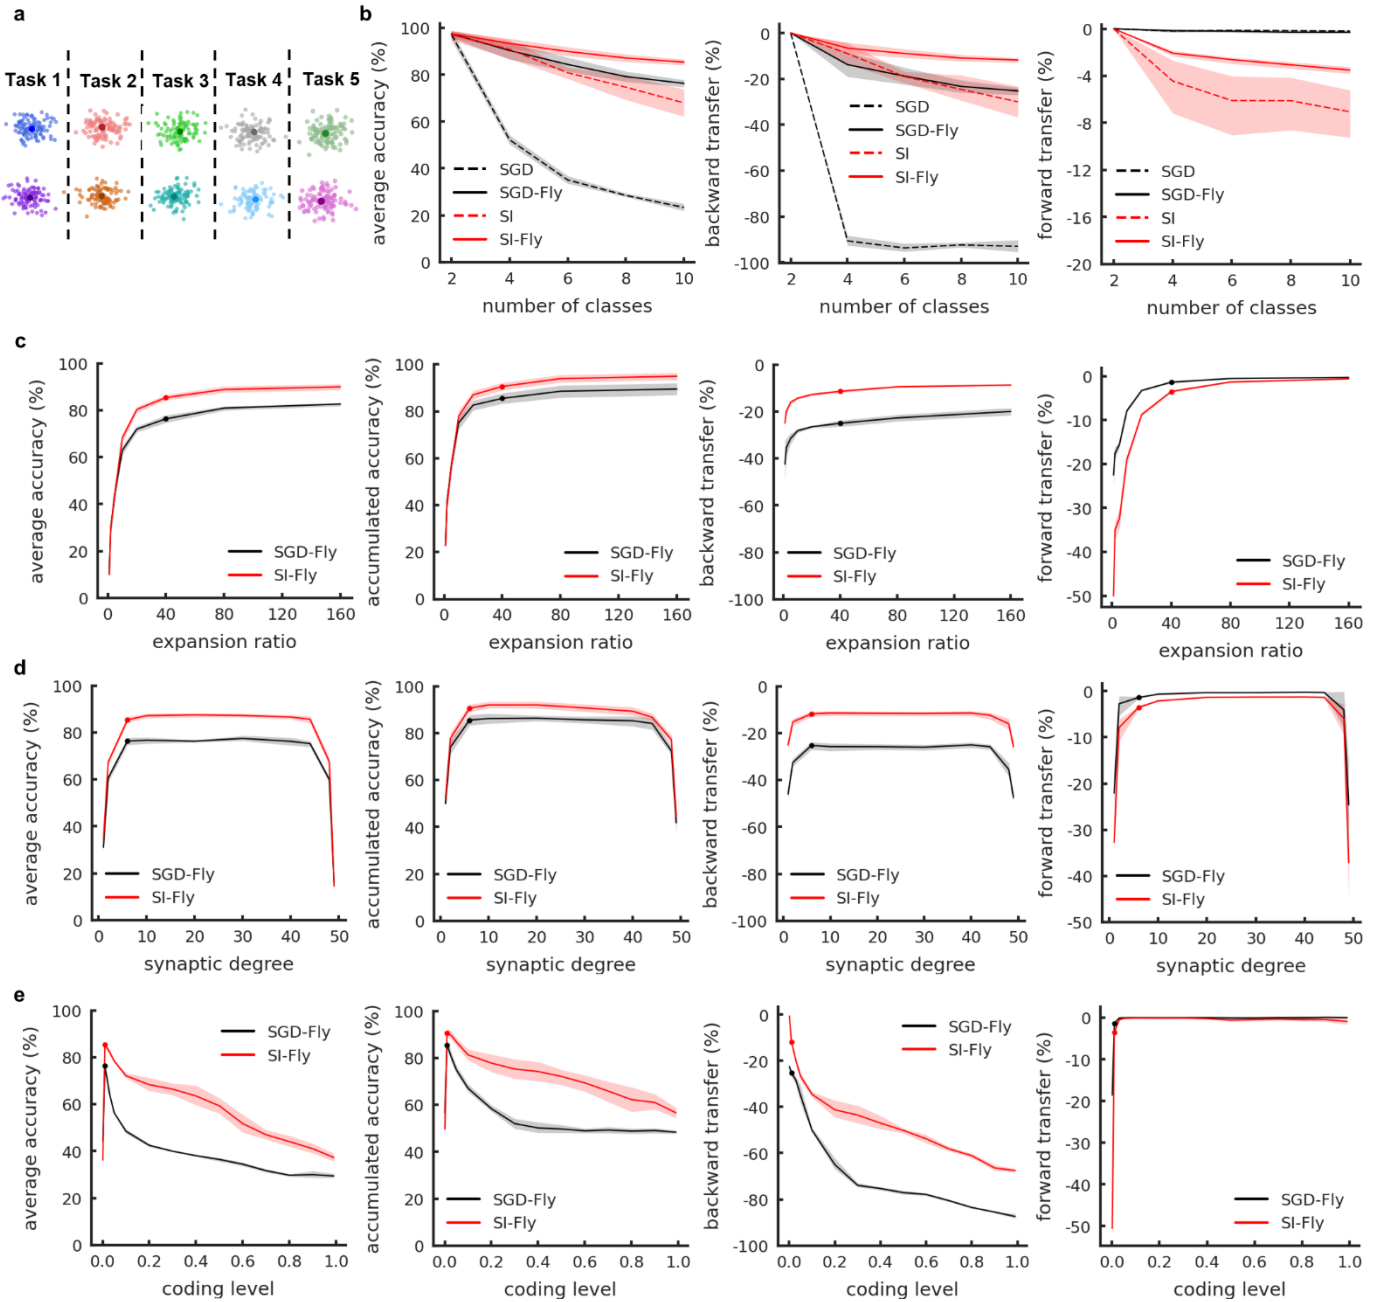 a
Task 1 Task 2 Task 3 Task 4 Task 5
b
average accuracy (%)
100
80
60
40
20
0
SGD
SGD-Fly
SI
SI-Fly
2 4 6 8 10
number of classes
backward transfer (%)
0
-20
-40
-60
-80
-100
SGD
SGD-Fly
SI
SI-Fly
2 4 6 8 10
number of classes
forward transfer (%)
0
-4
-8
-12
-16
-20
SGD
SGD-Fly
SI
SI-Fly
2 4 6 8 10
number of classes
c
average accuracy (%)
100
80
60
40
20
0
SGD-Fly
SI-Fly
0 40 80 120 160
expansion ratio
accumulated accuracy (%)
100
80
60
40
20
0
SGD-Fly
SI-Fly
0 40 80 120 160
expansion ratio
backward transfer (%)
0
-20
-40
-60
-80
-100
SGD-Fly
SI-Fly
0 40 80 120 160
expansion ratio
forward transfer (%)
0
-10
-20
-30
-40
-50
SGD-Fly
SI-Fly
0 40 80 120 160
expansion ratio
d
average accuracy (%)
100
80
60
40
20
0
SGD-Fly
SI-Fly
0 10 20 30 40 50
synaptic degree
accumulated accuracy (%)
100
80
60
40
20
0
SGD-Fly
SI-Fly
0 10 20 30 40 50
synaptic degree
backward transfer (%)
0
-20
-40
-60
-80
-100
SGD-Fly
SI-Fly
0 10 20 30 40 50
synaptic degree
forward transfer (%)
0
-10
-20
-30
-40
-50
SGD-Fly
SI-Fly
0 10 20 30 40 50
synaptic degree
e
average accuracy (%)
100
80
60
40
20
0
SGD-Fly
SI-Fly
0.0 0.2 0.4 0.6 0.8 1.0
coding level
accumulated accuracy (%)
100
80
60
40
20
0
SGD-Fly
SI-Fly
0.0 0.2 0.4 0.6 0.8 1.0
coding level
backward transfer (%)
0
-20
-40
-60
-80
-100
SGD-Fly
SI-Fly
0.0 0.2 0.4 0.6 0.8 1.0
coding level
forward transfer (%)
0
-10
-20
-30
-40
-50
SGD-Fly
SI-Fly
0.0 0.2 0.4 0.6 0.8 1.0
coding level